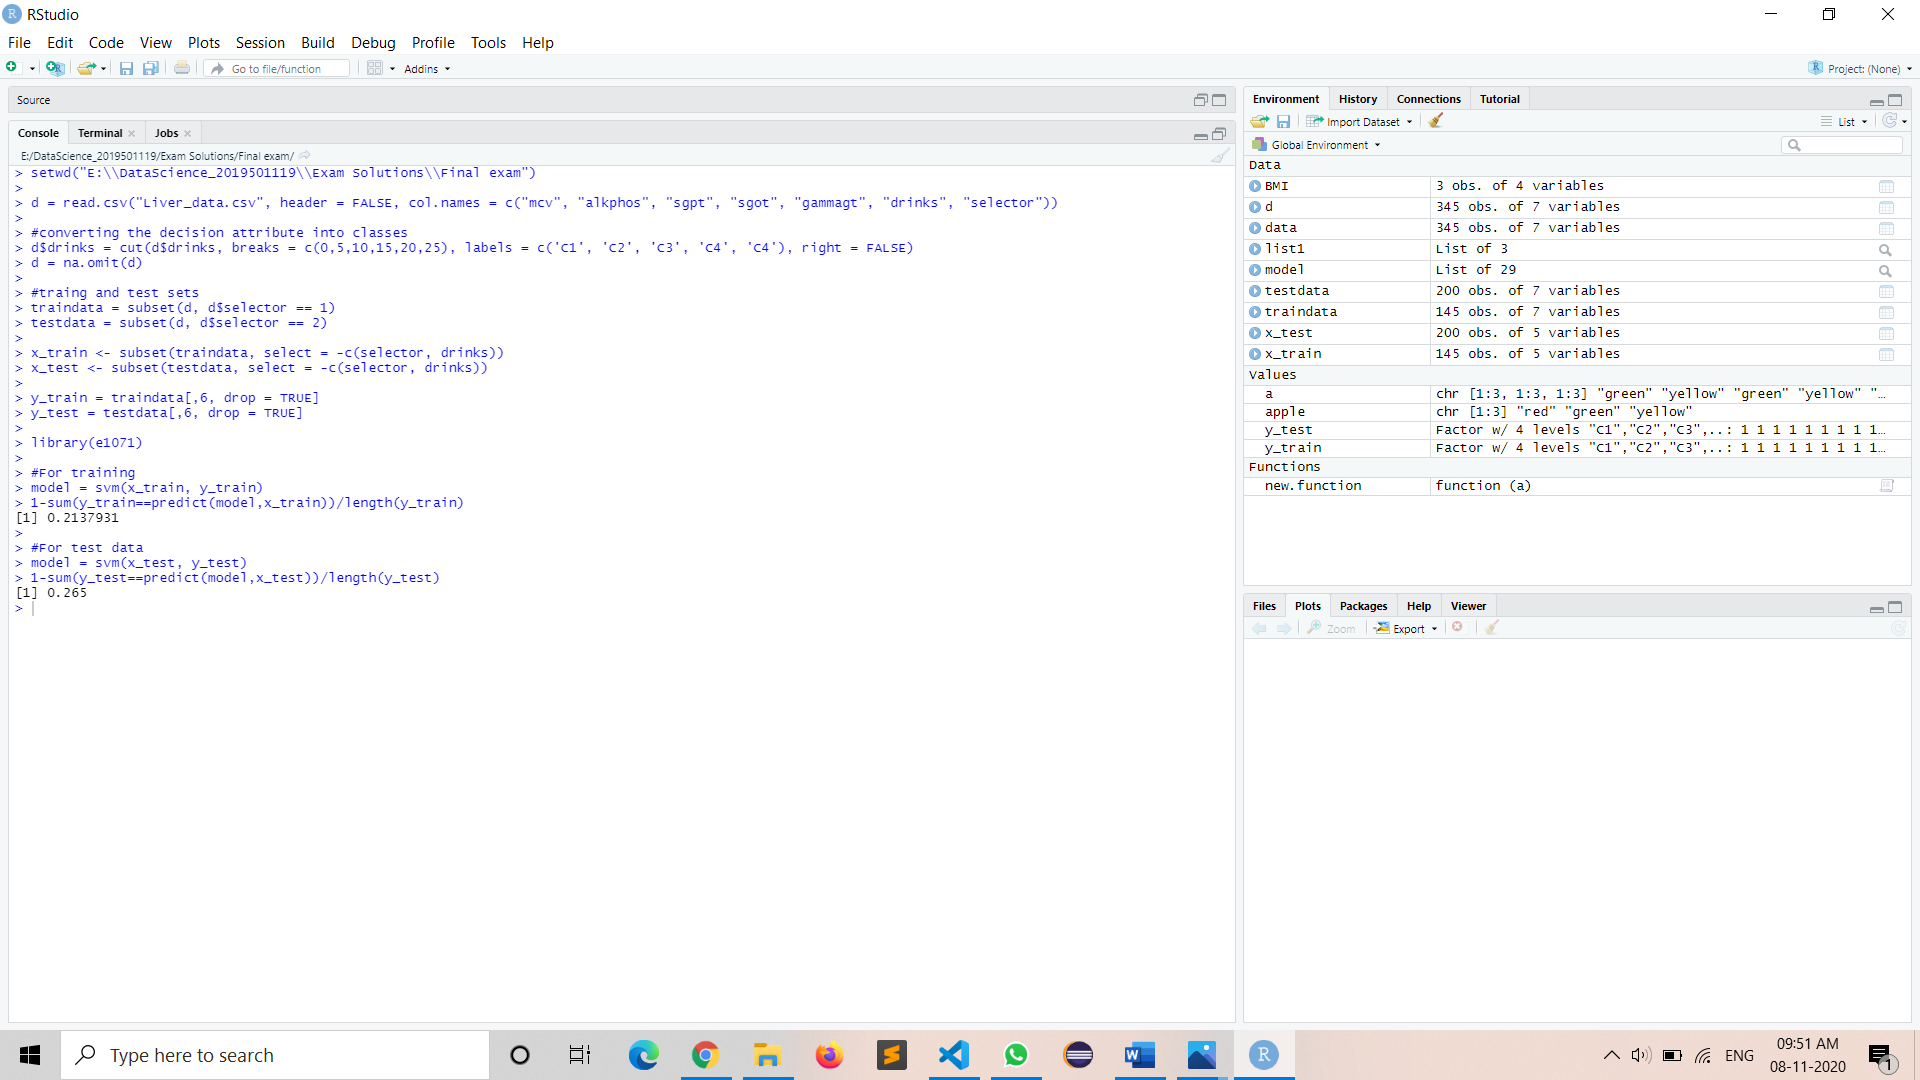 RStudio
File Edit Code View Plots Session Build Debug Profile Tools Help
Go to file/function Addins Project: (None)
Source
Console Terminal Jobs
E:/DataScience_2019501119/Exam Solutions/Final exam/
> setwd("E:\\DataScience_2019501119\\Exam Solutions\\Final exam")
>
> d = read.csv("Liver_data.csv", header = FALSE, col.names = c("mcv", "alkphos", "sgpt", "sgot", "gammagt", "drinks", "selector"))
>
> #converting the decision attribute into classes
> d$drinks = cut(d$drinks, breaks = c(0,5,10,15,20,25), labels = c('C1', 'C2', 'C3', 'C4', 'C4'), right = FALSE)
> d = na.omit(d)
>
> #traing and test sets
> traindata = subset(d, d$selector == 1)
> testdata = subset(d, d$selector == 2)
>
> x_train <- subset(traindata, select = -c(selector, drinks))
> x_test <- subset(testdata, select = -c(selector, drinks))
>
> y_train = traindata[,6, drop = TRUE]
> y_test = testdata[,6, drop = TRUE]
>
> library(e1071)
>
> #For training
> model = svm(x_train, y_train)
> 1-sum(y_train==predict(model,x_train))/length(y_train)
[1] 0.2137931
>
> #For test data
> model = svm(x_test, y_test)
> 1-sum(y_test==predict(model,x_test))/length(y_test)
[1] 0.265
>
Environment History Connections Tutorial
Import Dataset List
Global Environment
Data
BMI 3 obs. of 4 variables
d 345 obs. of 7 variables
data 345 obs. of 7 variables
list1 List of 3
model List of 29
testdata 200 obs. of 7 variables
traindata 145 obs. of 7 variables
x_test 200 obs. of 5 variables
x_train 145 obs. of 5 variables
Values
a chr [1:3, 1:3, 1:3] "green" "yellow" "green" "yellow" "…
apple chr [1:3] "red" "green" "yellow"
y_test Factor w/ 4 levels "C1","C2","C3",..: 1 1 1 1 1 1 1 1 1…
y_train Factor w/ 4 levels "C1","C2","C3",..: 1 1 1 1 1 1 1 1 1…
Functions
new.function function (a)
Files Plots Packages Help Viewer
Zoom Export
Type here to search
ENG
09:51 AM
08-11-2020
1